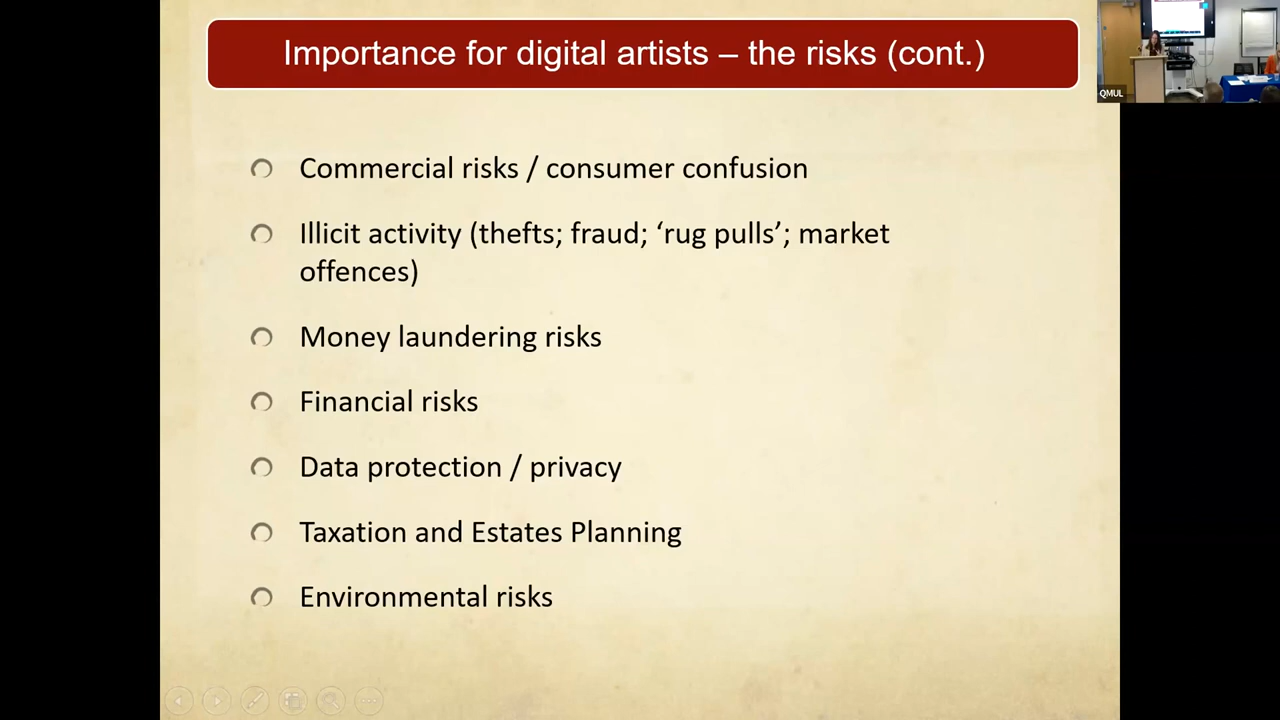 Importance for digital artists – the risks (cont.)
QMUL
Commercial risks / consumer confusion
Illicit activity (thefts; fraud; ‘rug pulls’; market
offences)
Money laundering risks
Financial risks
Data protection / privacy
Taxation and Estates Planning
Environmental risks